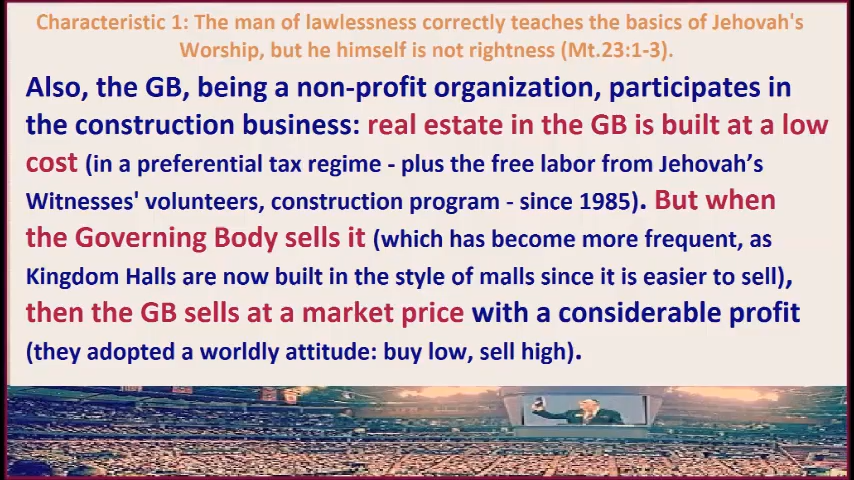 Characteristic 1: The man of lawlessness correctly teaches the basics of Jehovah's
Worship, but he himself is not rightness (Mt.23:1-3).
Also, the GB, being a non-profit organization, participates in
the construction business: real estate in the GB is built at a low
cost (in a preferential tax regime - plus the free labor from Jehovah’s
Witnesses' volunteers, construction program - since 1985). But when
the Governing Body sells it (which has become more frequent, as
Kingdom Halls are now built in the style of malls since it is easier to sell),
then the GB sells at a market price with a considerable profit
(they adopted a worldly attitude: buy low, sell high).